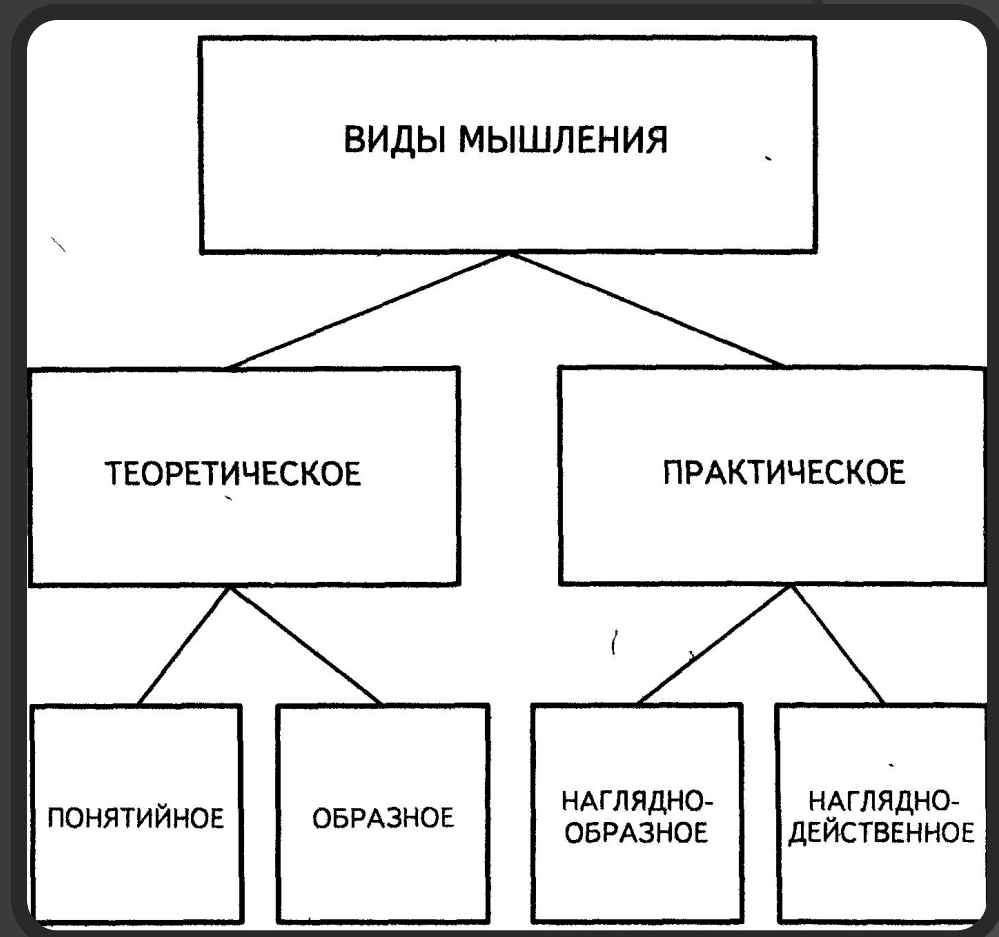 ВИДЫ МЫШЛЕНИЯ
ТЕОРЕТИЧЕСКОЕ
ПРАКТИЧЕСКОЕ
ПОНЯТИЙНОЕ
ОБРАЗНОЕ
НАГЛЯДНО-
ОБРАЗНОЕ
НАГЛЯДНО-
ДЕЙСТВЕННОЕ